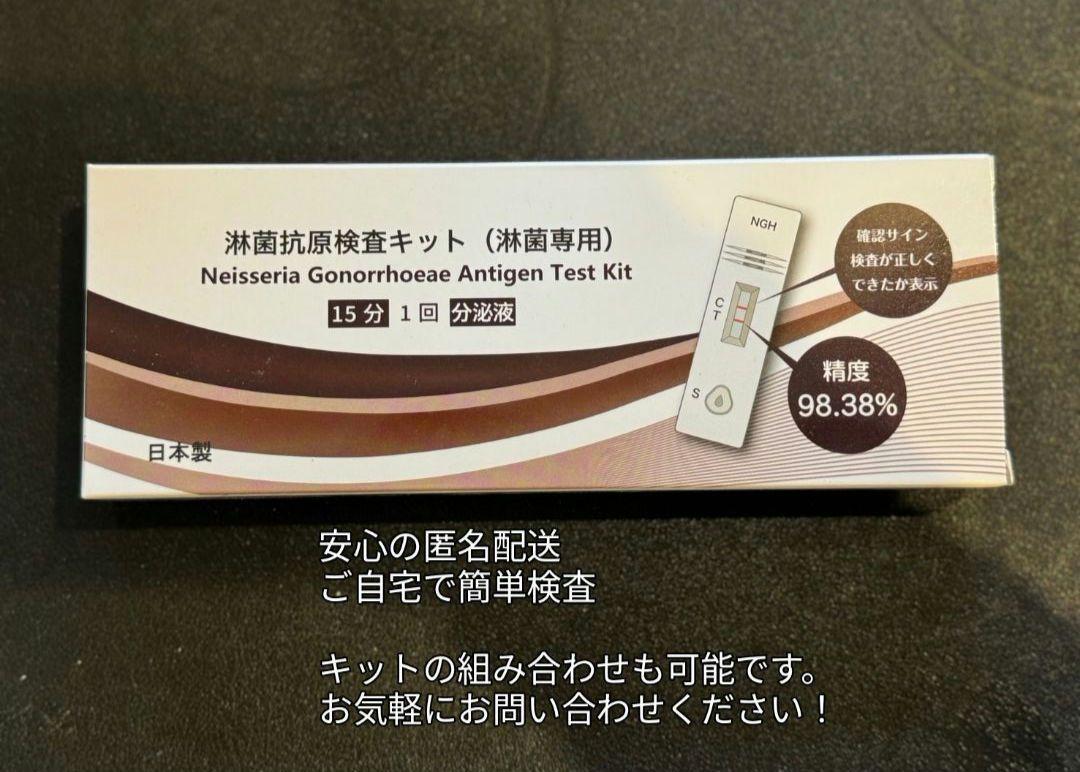 淋菌抗原検査キット（淋菌専用）
Neisseria Gonorrhoeae Antigen Test Kit
15分 1回 分泌液
NGH
C
T
S
確認サイン
検査が正しく
できたか表示
精度
98.38%
日本製
安心の匿名配送
ご自宅で簡単検査
キットの組み合わせも可能です。
お気軽にお問い合わせください！